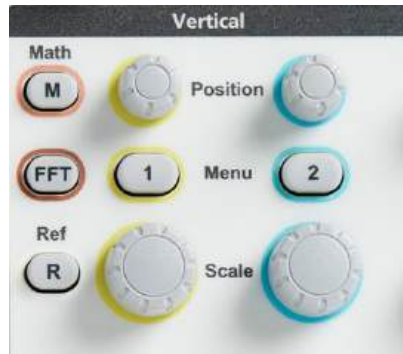 Vertical
Math
M
Position
FFT
1
Menu
2
Ref
R
Scale